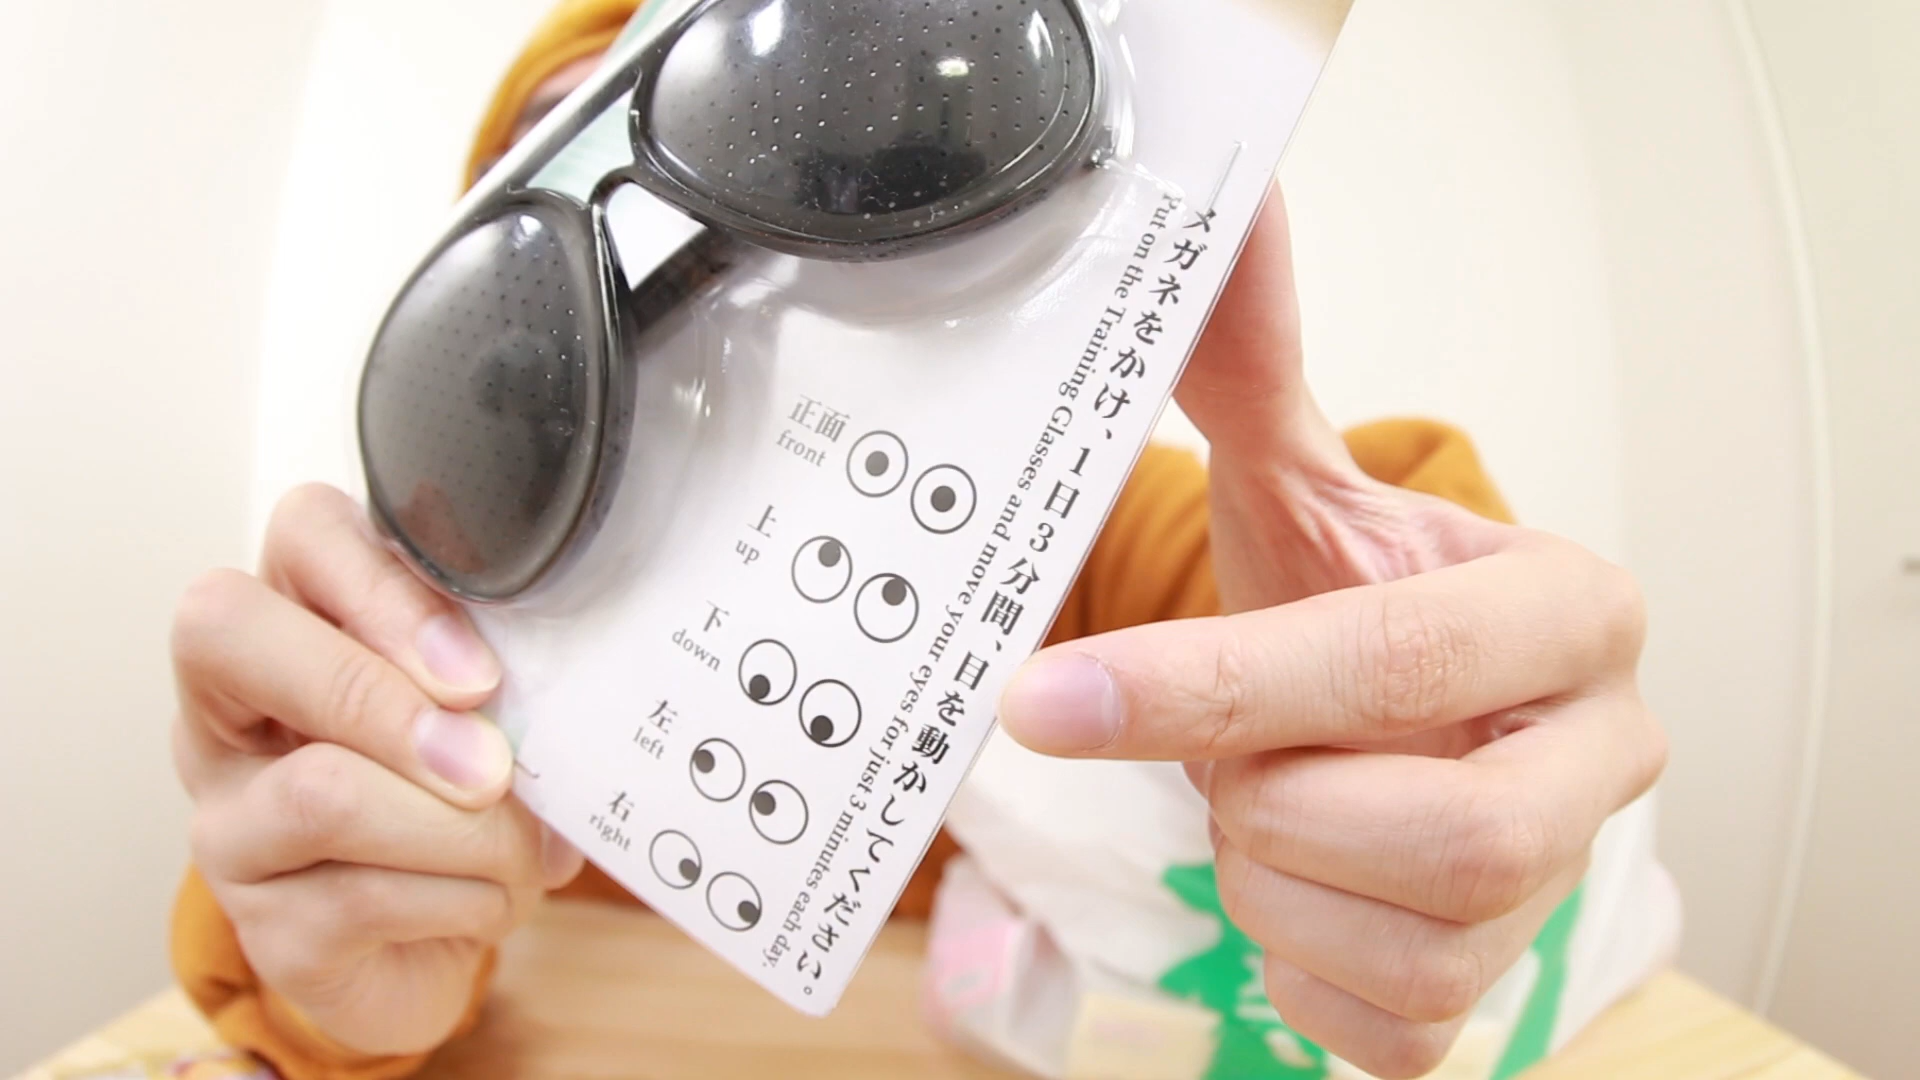 メガネをかけ、1日3分間、目を動かしてください。
Put on the Training Glasses and move your eyes for just 3 minutes each day.
正面
front
上
up
下
down
左
left
右
right